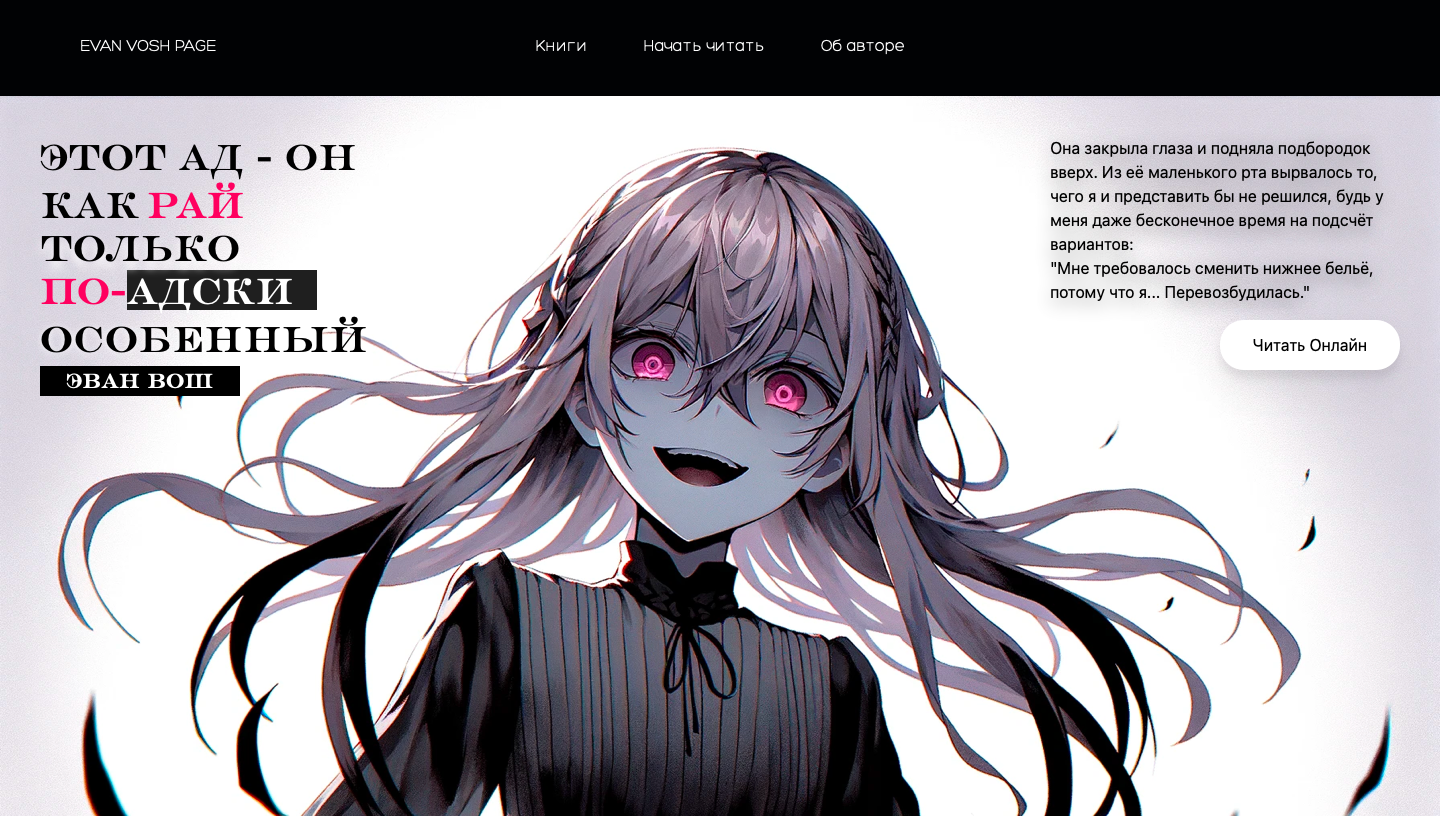 EVAN VOSH PAGE
Книги
Начать читать
Об авторе
ЭТОТ АД - ОН
КАК РАЙ
ТОЛЬКО
ПО-АДСКИ
ОСОБЕННЫЙ
ЭВАН ВОШ
Она закрыла глаза и подняла подбородок
вверх. Из её маленького рта вырвалось то,
чего я и представить бы не решился, будь у
меня даже бесконечное время на подсчёт
вариантов:
"Мне требовалось сменить нижнее бельё,
потому что я... Перевозбудилась."
Читать Онлайн